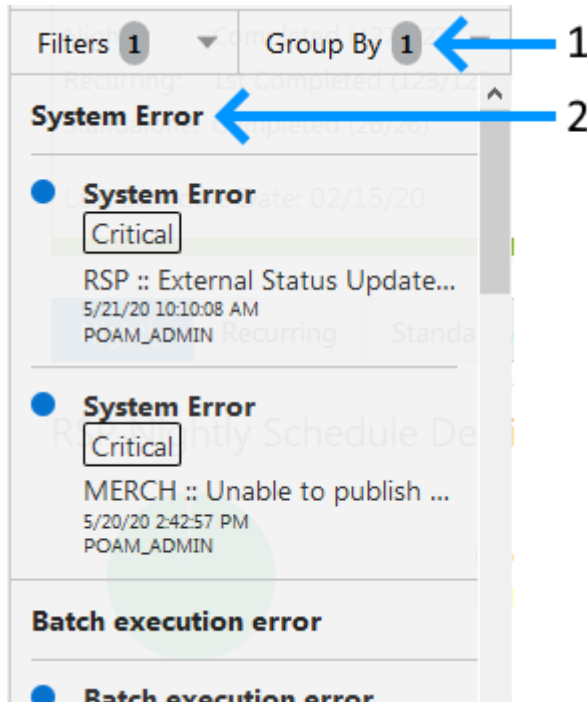 Filters 1 Group By 1 1
System Error 2
System Error
Critical
RSP :: External Status Update...
5/21/20 10:10:08 AM
POAM_ADMIN
System Error
Critical
MERCH :: Unable to publish ...
5/20/20 2:42:57 PM
POAM_ADMIN
Batch execution error
Batch execution error